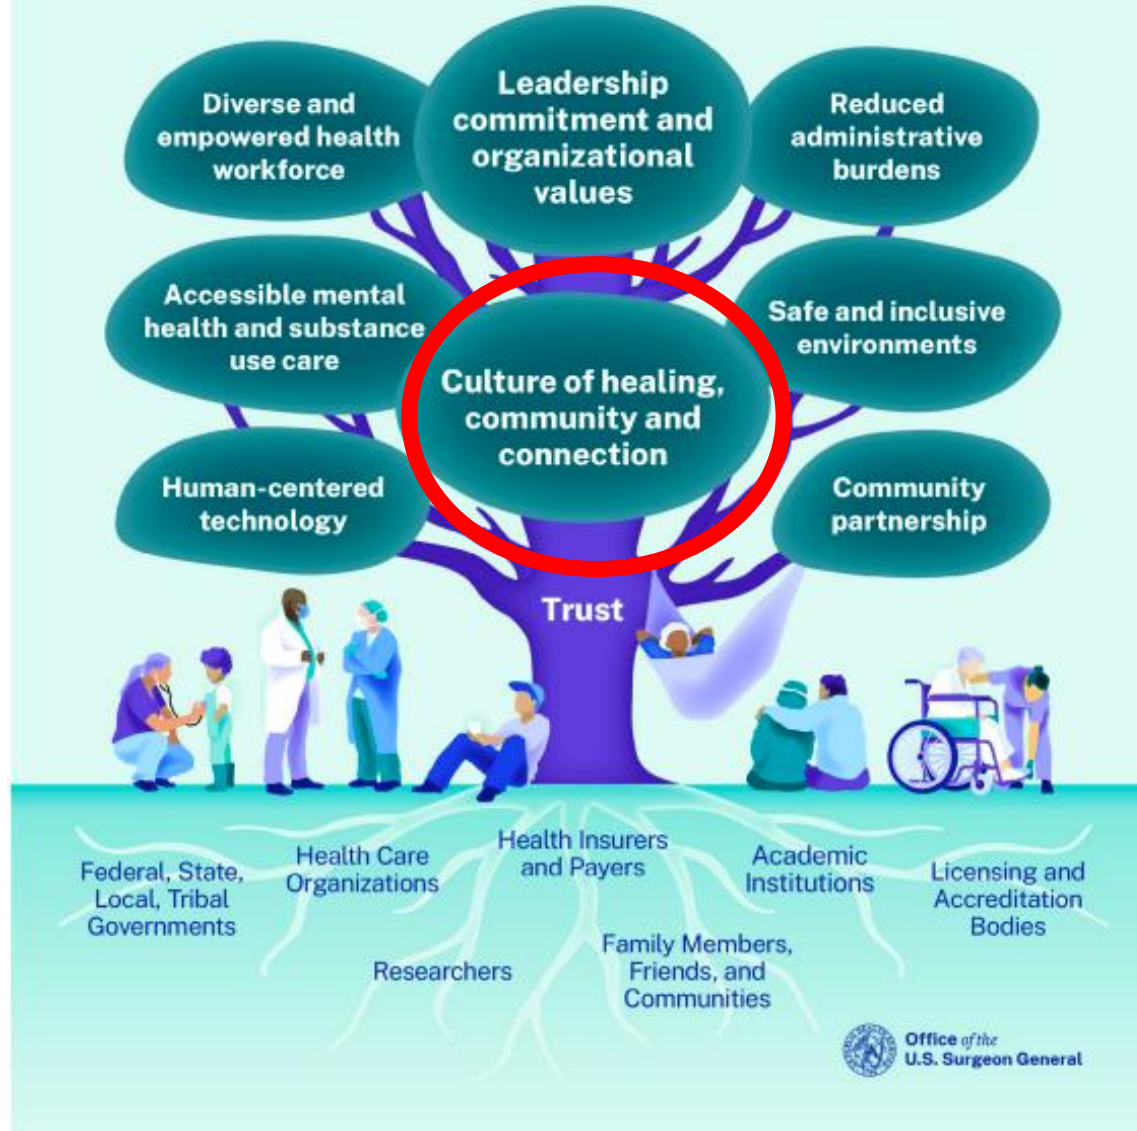 Diverse and
empowered health
workforce
Leadership
commitment and
organizational
values
Reduced
administrative
burdens
Accessible mental
health and substance
use care
Culture of healing,
community and
connection
Safe and inclusive
environments
Human-centered
technology
Community
partnership
Trust
Federal, State,
Local, Tribal
Governments
Health Care
Organizations
Health Insurers
and Payers
Academic
Institutions
Licensing and
Accreditation
Bodies
Researchers
Family Members,
Friends, and
Communities
Office of the
U.S. Surgeon General